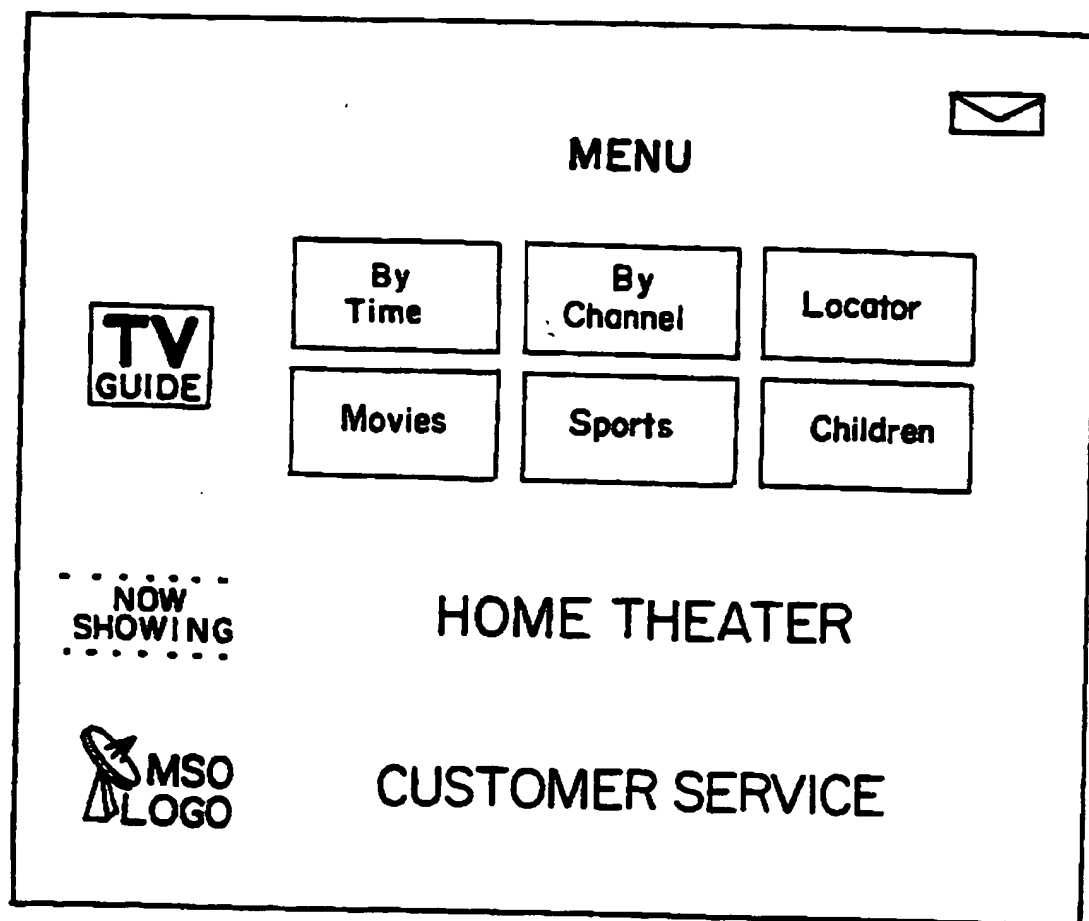 MENU
By
Time
By
Channel
Locator
TV
GUIDE
Movies
Sports
Children
NOW
SHOWING
HOME THEATER
MSO
LOGO
CUSTOMER SERVICE